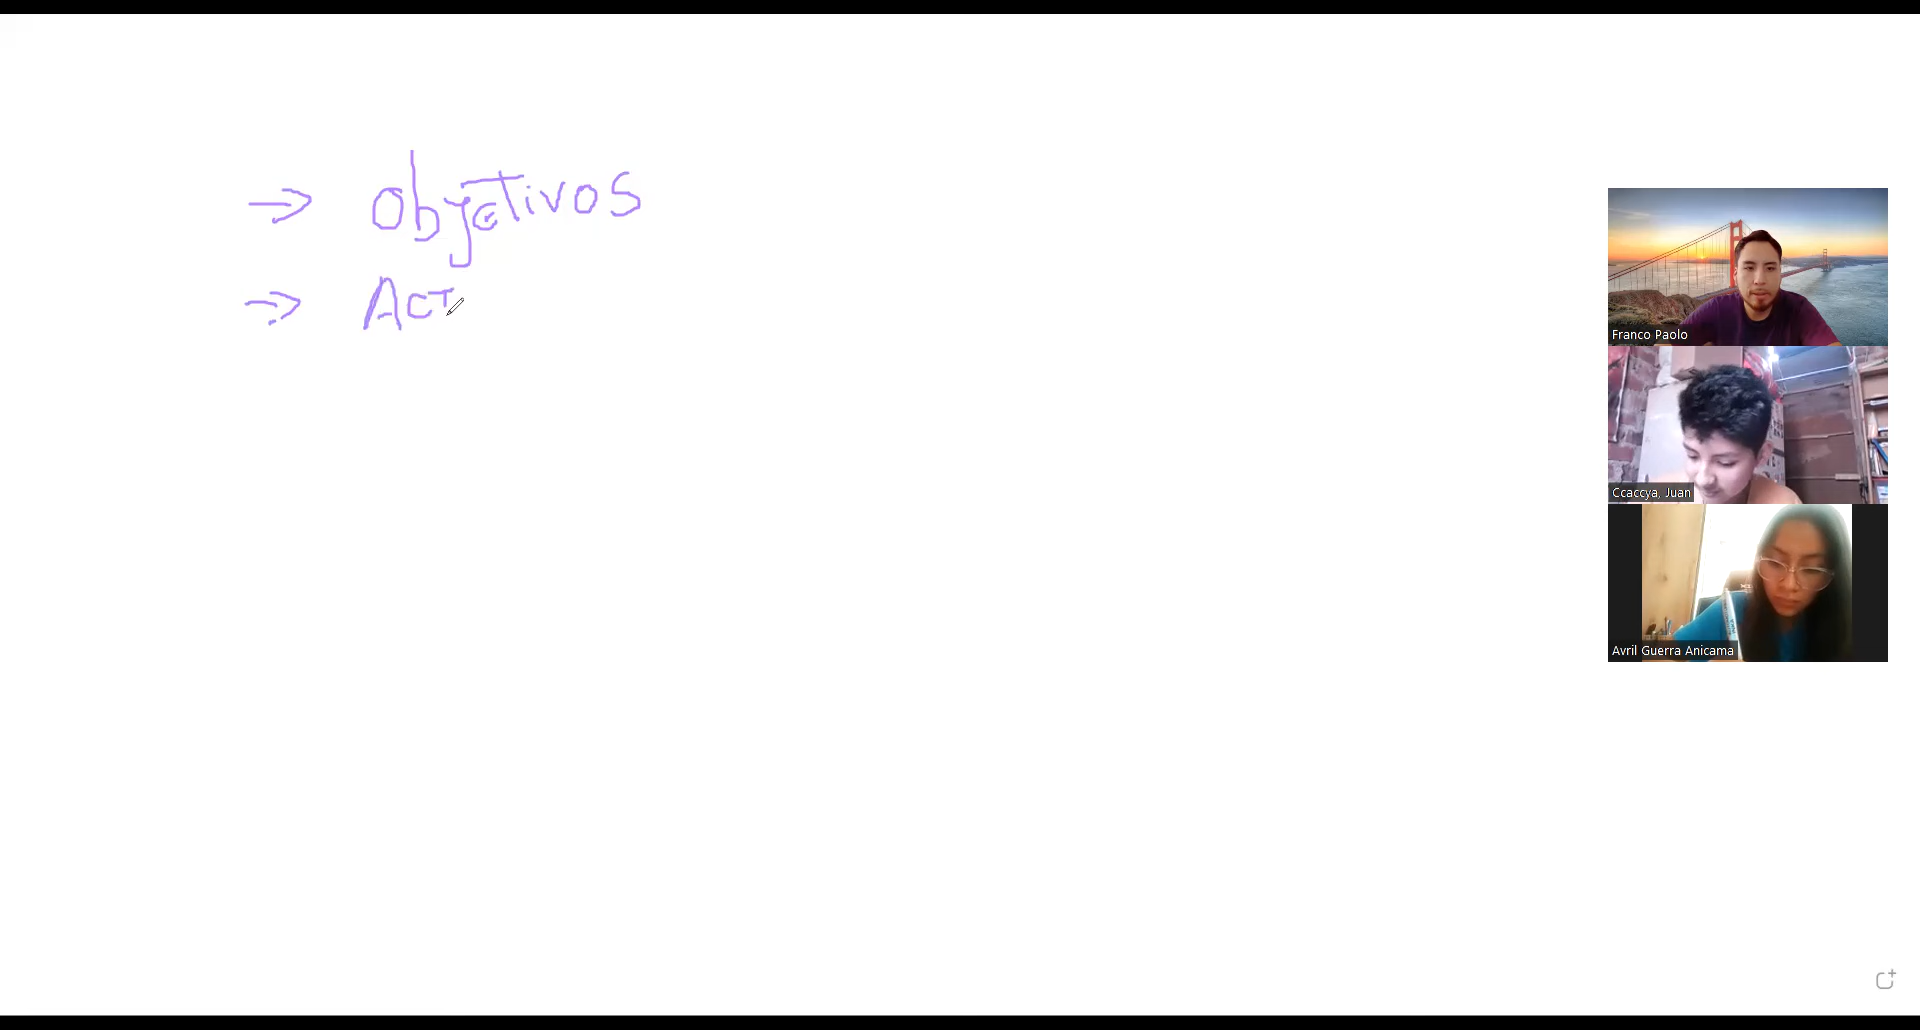 → Objetivos
→ Act
Franco Paolo
Ccaccya, Juan
Avril Guerra Anicama